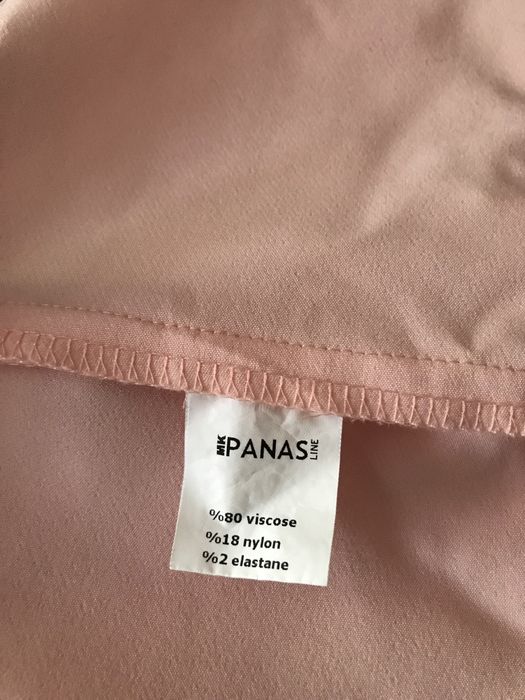 MK PANAS LINE
%80 viscose
%18 nylon
%2 elastane